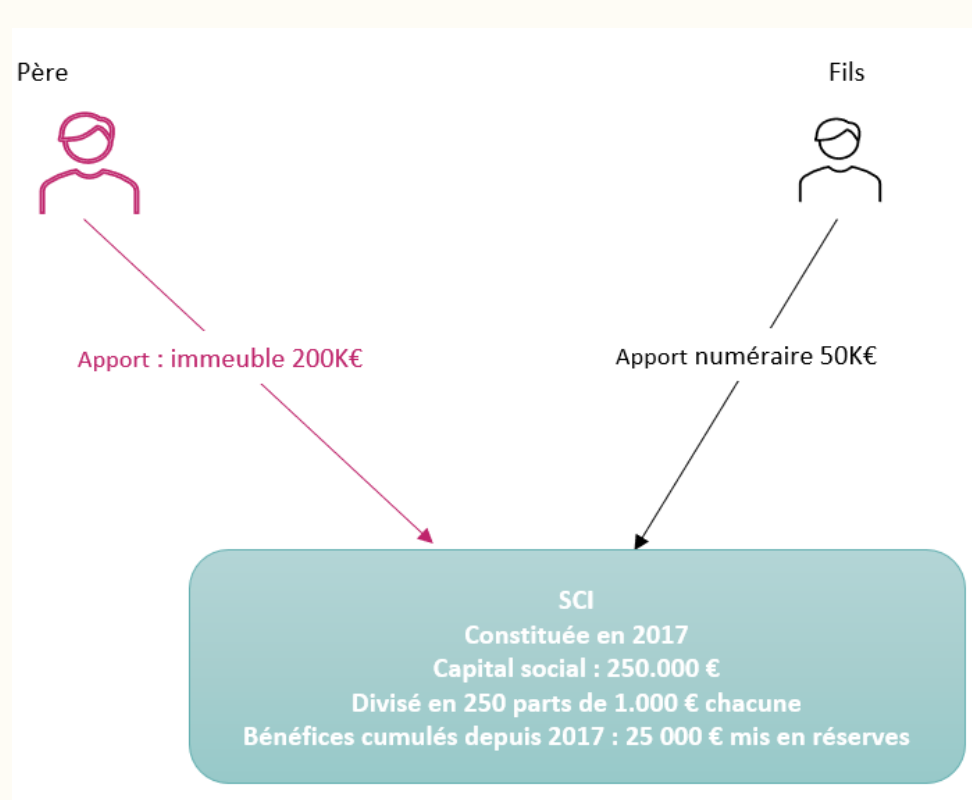 Père
Fils
Apport : immeuble 200K€
Apport numéraire 50K€
SCI
Constituée en 2017
Capital social : 250.000 €
Divisé en 250 parts de 1.000 € chacune
Bénéfices cumulés depuis 2017 : 25 000 € mis en réserves